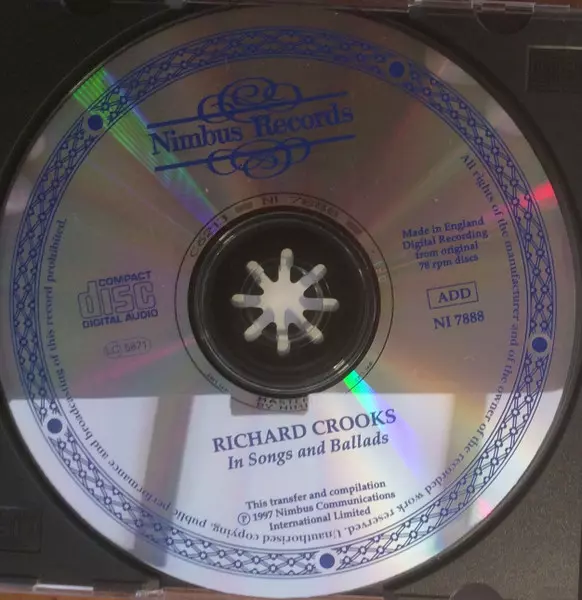 Nimbus Records
Made in England
Digital Recording
from original
78 rpm discs
ADD
NI 7888
COMPACT
disc
DIGITAL AUDIO
RICHARD CROOKS
In Songs and Ballads
This transfer and compilation
Ⓟ 1997 Nimbus Communications
International Limited
All rights of the manufacturer and of the owner of the recorded work reserved. Unauthorised copying, public performance and broadcasting of this record prohibited.
NI 7888